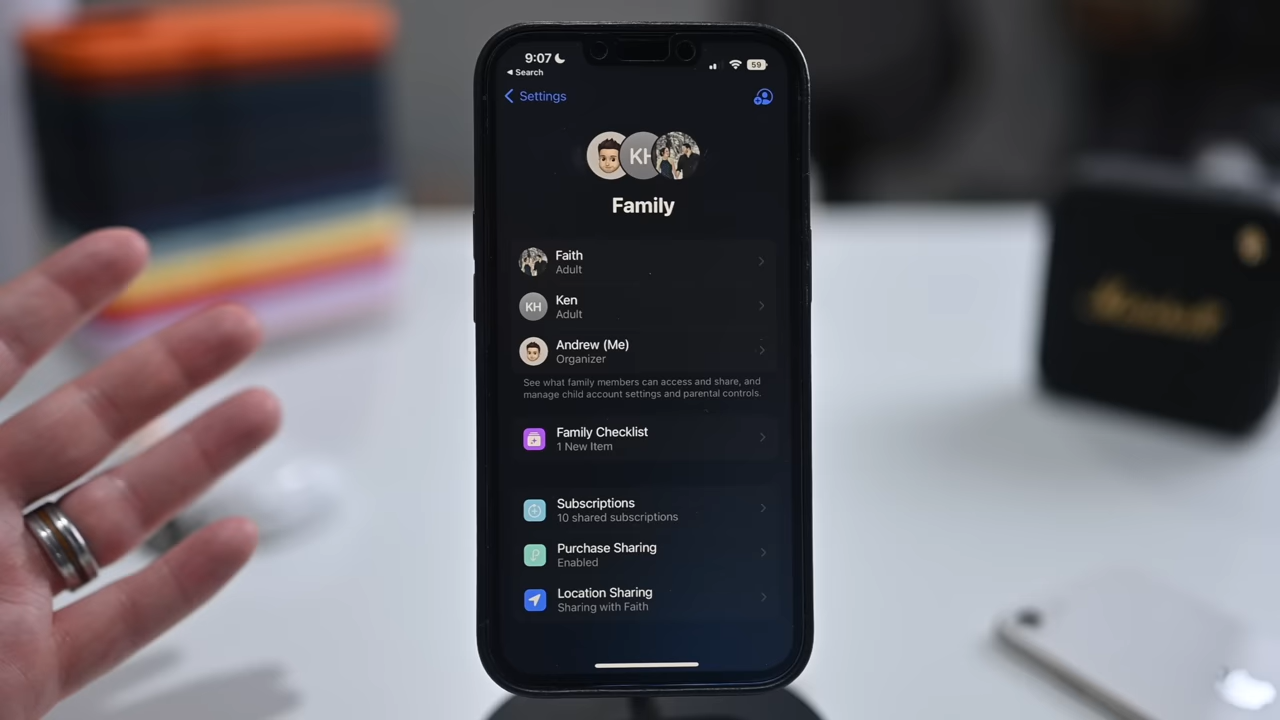 9:07
59
◀ Search
Settings
KH
Family
Faith
Adult
KH
Ken
Adult
Andrew (Me)
Organizer
See what family members can access and share, and
manage child account settings and parental controls.
Family Checklist
1 New Item
Subscriptions
10 shared subscriptions
Purchase Sharing
Enabled
Location Sharing
Sharing with Faith
Marshall